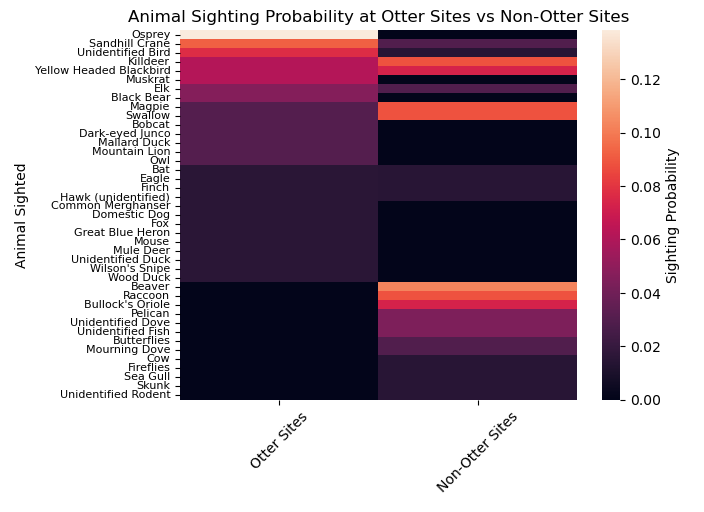 Animal Sighting Probability at Otter Sites vs Non-Otter Sites
Osprey
Sandhill Crane
Unidentified Bird
Killdeer
Yellow Headed Blackbird
Muskrat
Elk
Black Bear
Magpie
Swallow
Bobcat
Dark-eyed Junco
Mallard Duck
Mountain Lion
Owl
Bat
Eagle
Finch
Hawk (unidentified)
Common Merghanser
Domestic Dog
Fox
Great Blue Heron
Mouse
Mule Deer
Unidentified Duck
Wilson's Snipe
Wood Duck
Beaver
Raccoon
Bullock's Oriole
Pelican
Unidentified Dove
Unidentified Fish
Butterflies
Mourning Dove
Cow
Fireflies
Sea Gull
Skunk
Unidentified Rodent
Animal Sighted
Otter Sites
Non-Otter Sites
0.12
0.10
0.08
0.06
0.04
0.02
0.00
Sighting Probability